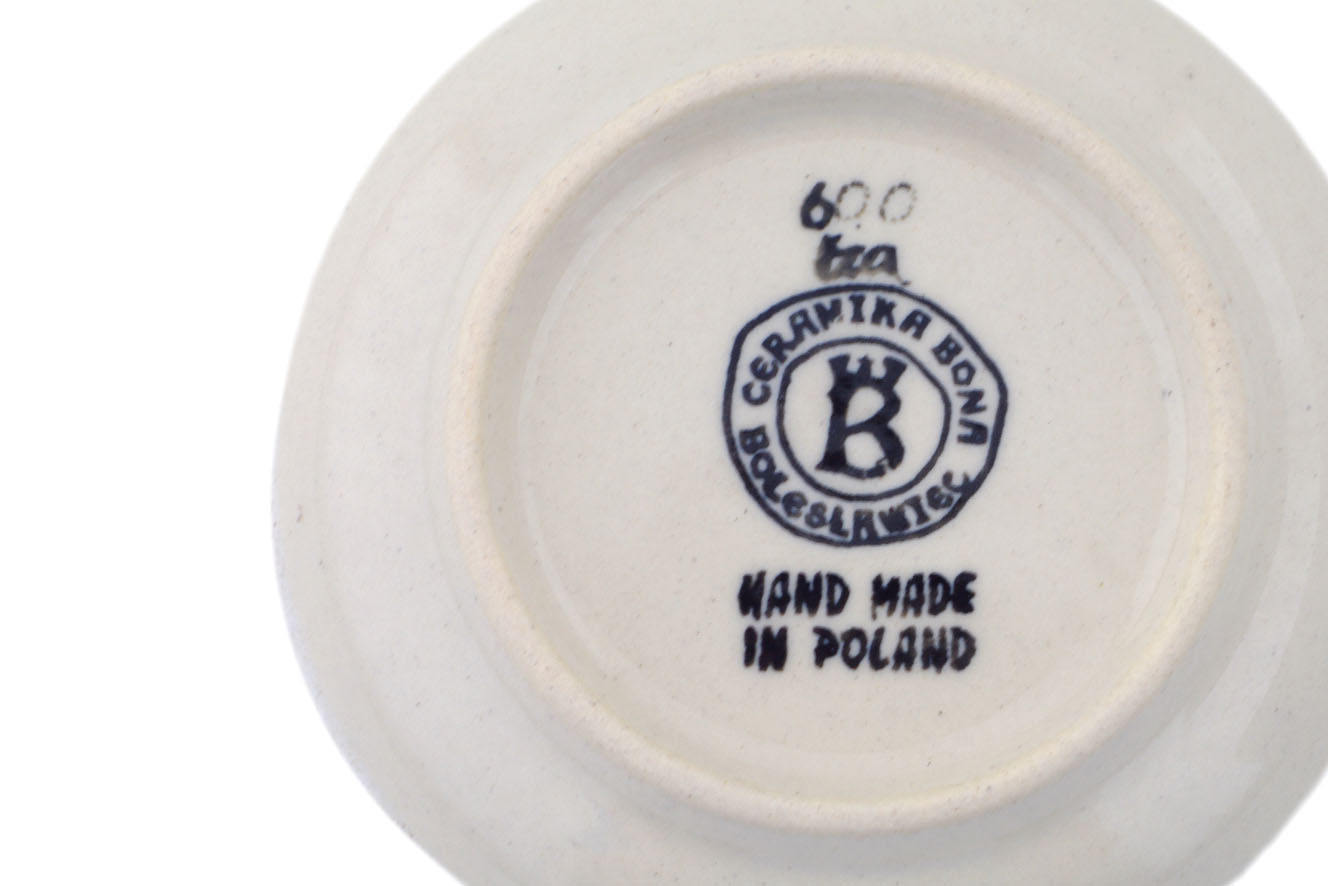 600
CERAMIKA BONA
B
BOLESŁAWIEC
HAND MADE
IN POLAND